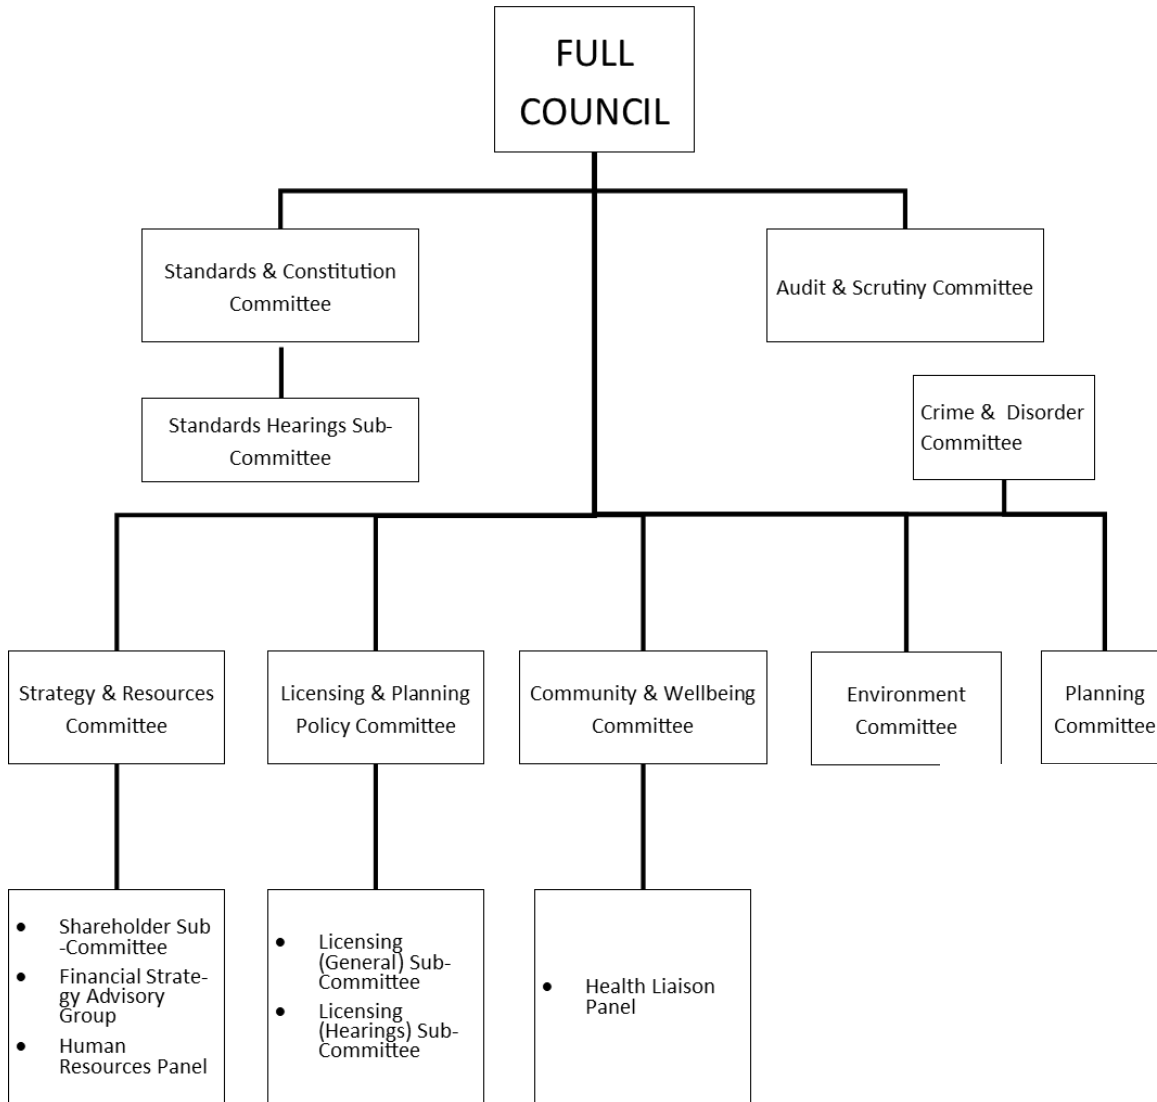 FULL
COUNCIL
Standards & Constitution
Committee
Audit & Scrutiny Committee
Standards Hearings Sub-
Committee
Crime &  Disorder
Committee
Strategy & Resources
Committee
Licensing & Planning
Policy Committee
Community & Wellbeing
Committee
Environment
Committee
Planning
Committee
• Shareholder Sub
-Committee
• Financial Strate-
gy Advisory
Group
• Human
Resources Panel
• Licensing
(General) Sub-
Committee
• Licensing
(Hearings) Sub-
Committee
• Health Liaison
Panel